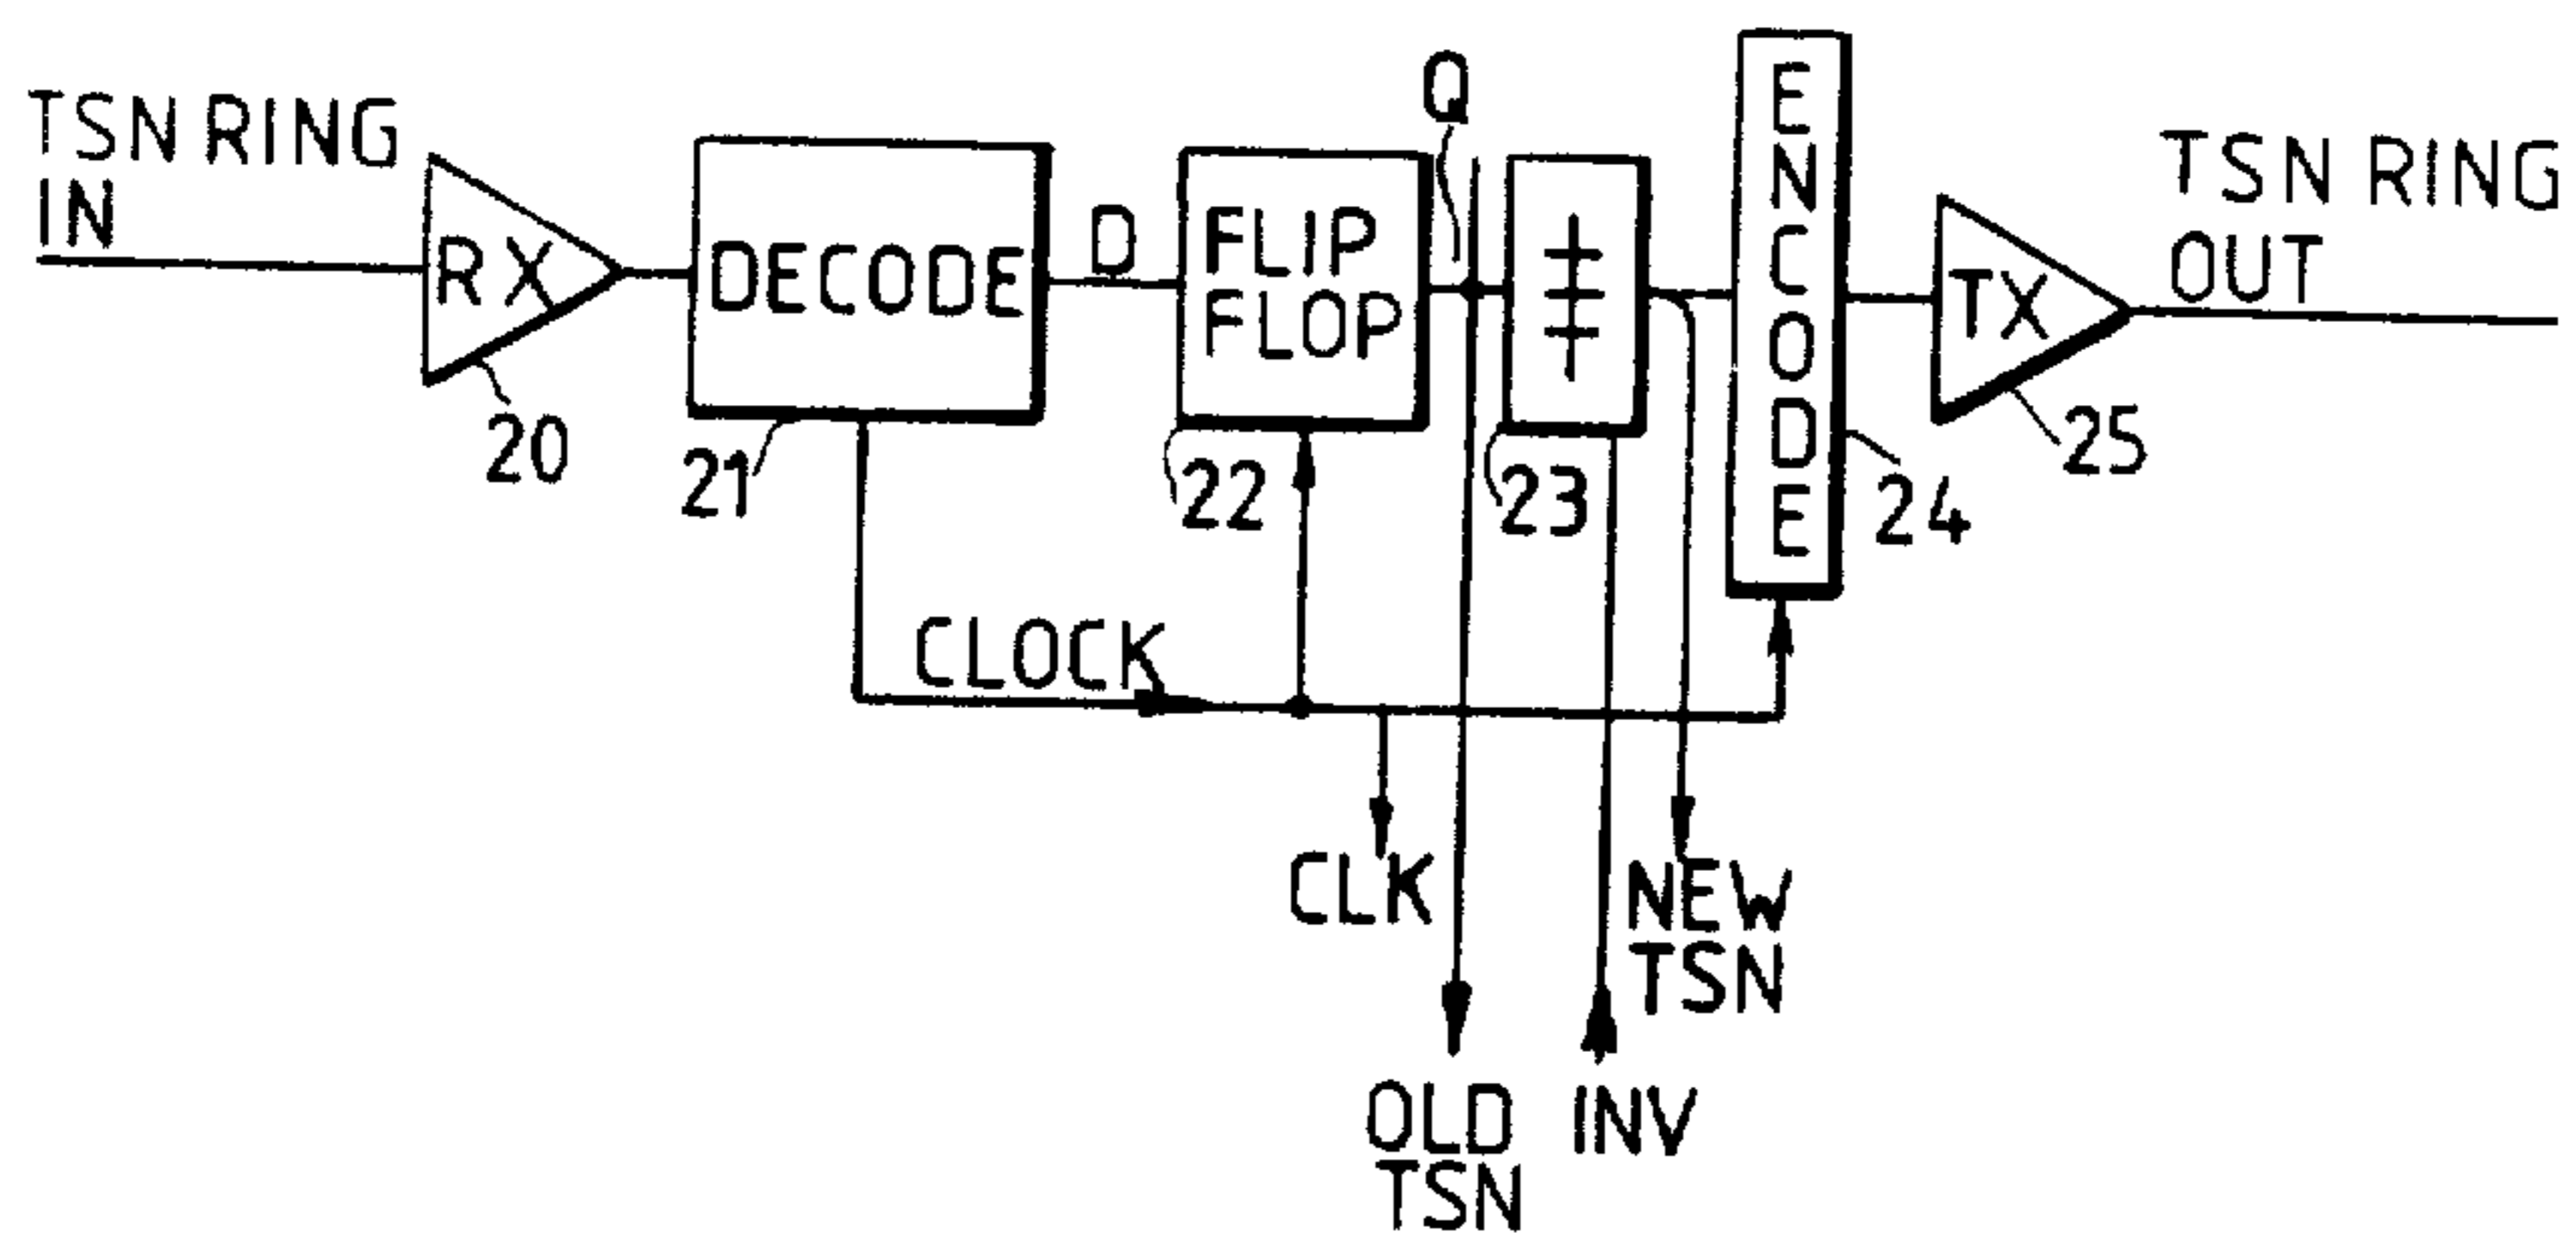 TSN RING
IN
RX
20
DECODE
21
D
FLIP
FLOP
22
Q
23
ENCODE
24
TX
25
TSN RING
OUT
CLOCK
CLK
OLD
TSN
INV
NEW
TSN